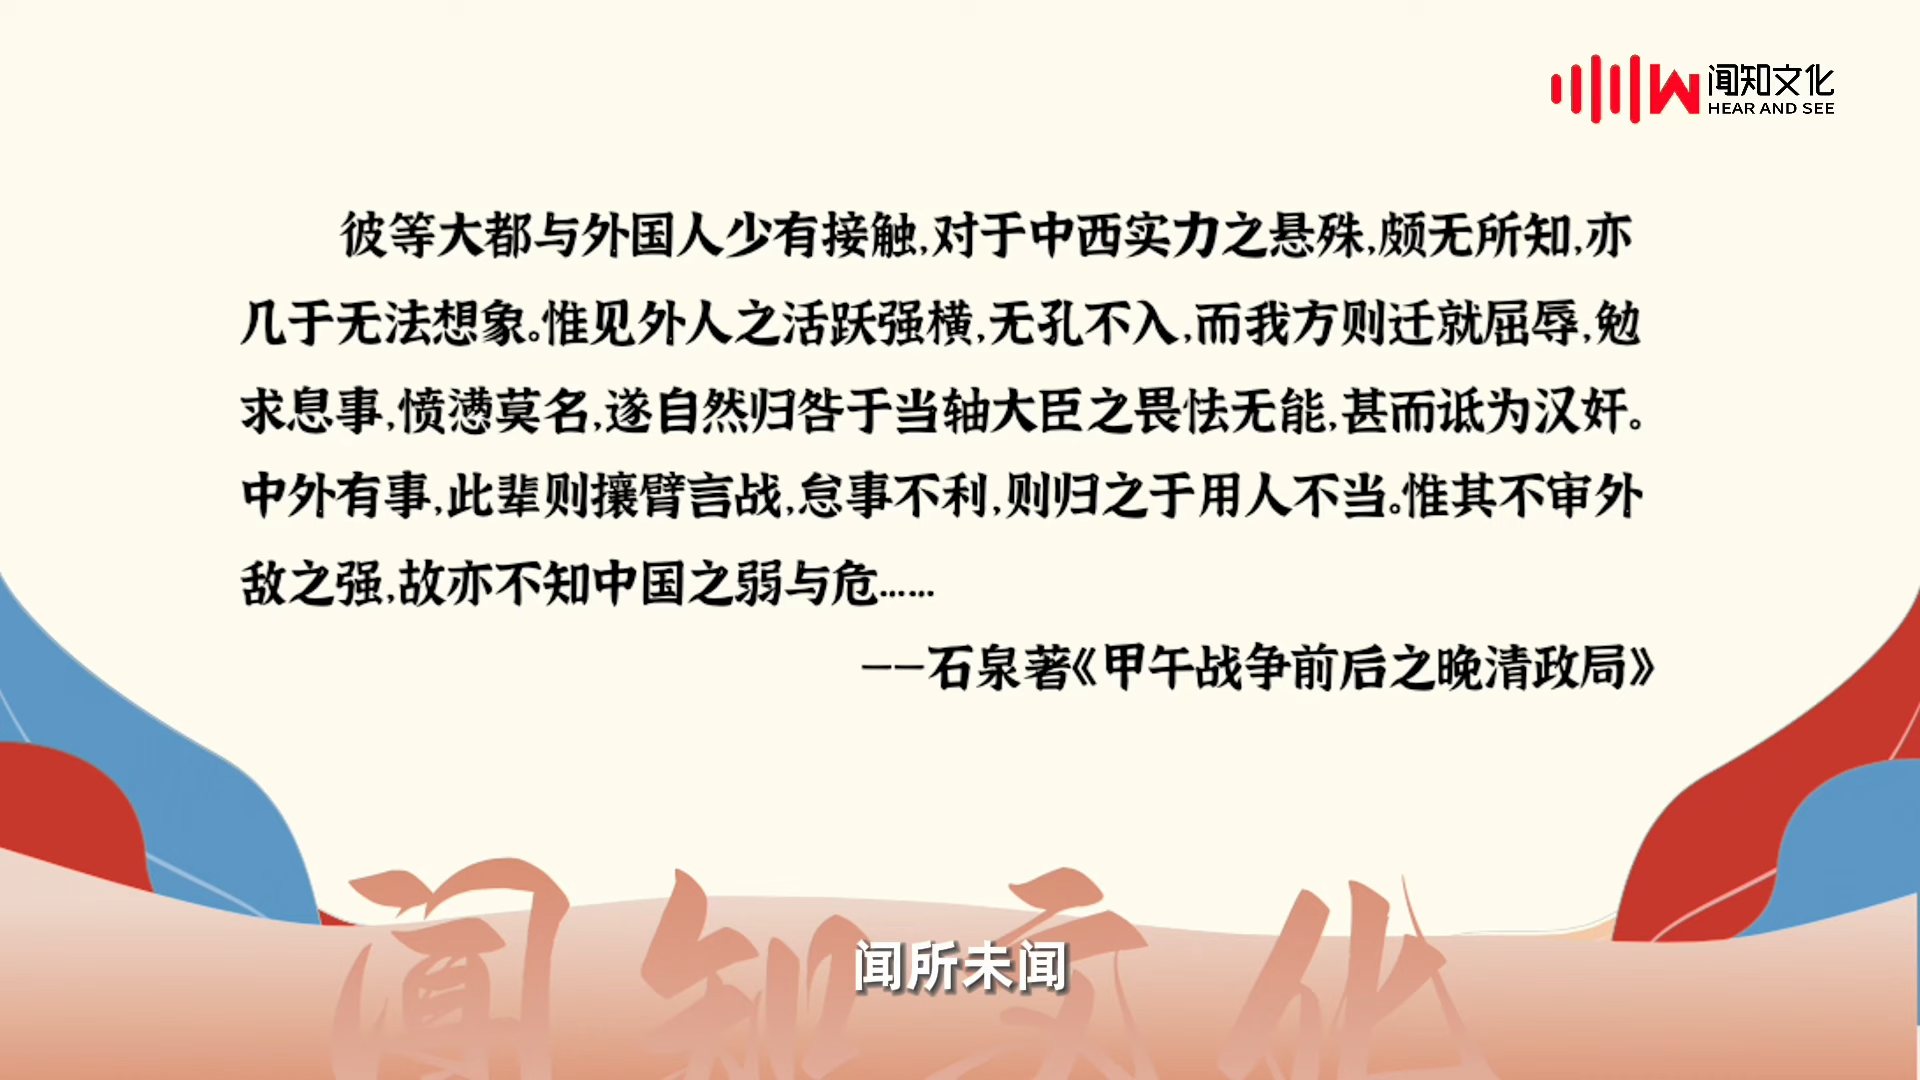 闻知文化
HEAR AND SEE
彼等大都与外国人少有接触,对于中西实力之悬殊,颇无所知,亦
几于无法想象。惟见外人之活跃强横,无孔不入,而我方则迁就屈辱,勉
求息事,愤懑莫名,遂自然归咎于当轴大臣之畏怯无能,甚而诋为汉奸。
中外有事,此辈则攘臂言战,怠事不利,则归之于用人不当。惟其不审外
敌之强,故亦不知中国之弱与危……
——石泉著《甲午战争前后之晚清政局》
闻知文化
闻所未闻